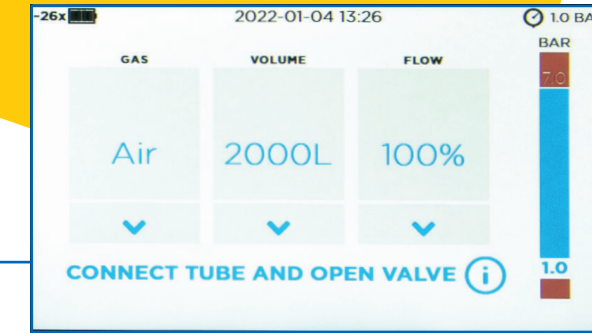 -26x 2022-01-04 13:26 1.0 BA
BAR
GAS VOLUME FLOW
7.0
Air 2000L 100%
CONNECT TUBE AND OPEN VALVE i
1.0